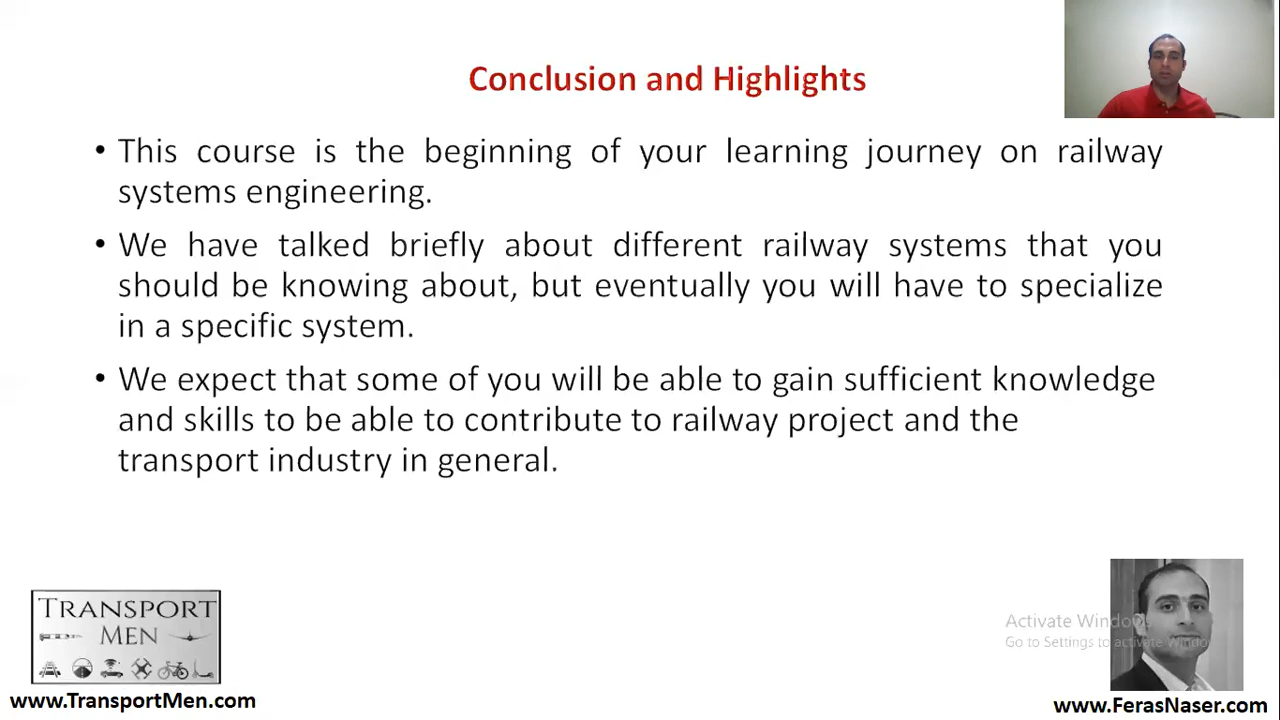 Conclusion and Highlights
• This course is the beginning of your learning journey on railway
systems engineering.
• We have talked briefly about different railway systems that you
should be knowing about, but eventually you will have to specialize
in a specific system.
• We expect that some of you will be able to gain sufficient knowledge
and skills to be able to contribute to railway project and the
transport industry in general.
TRANSPORT
MEN
www.TransportMen.com
Activate Windows
Go to Settings to activate Windows
www.FerasNaser.com